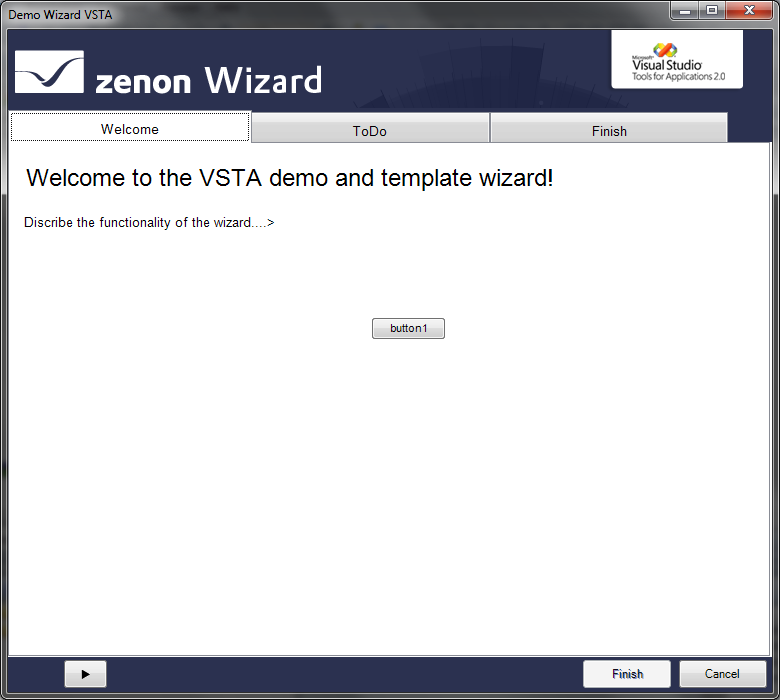 Demo Wizard VSTA
zenon Wizard
Microsoft
Visual Studio
Tools for Applications 2.0
Welcome
ToDo
Finish
Welcome to the VSTA demo and template wizard!
Discribe the functionality of the wizard....>
button1
Finish
Cancel